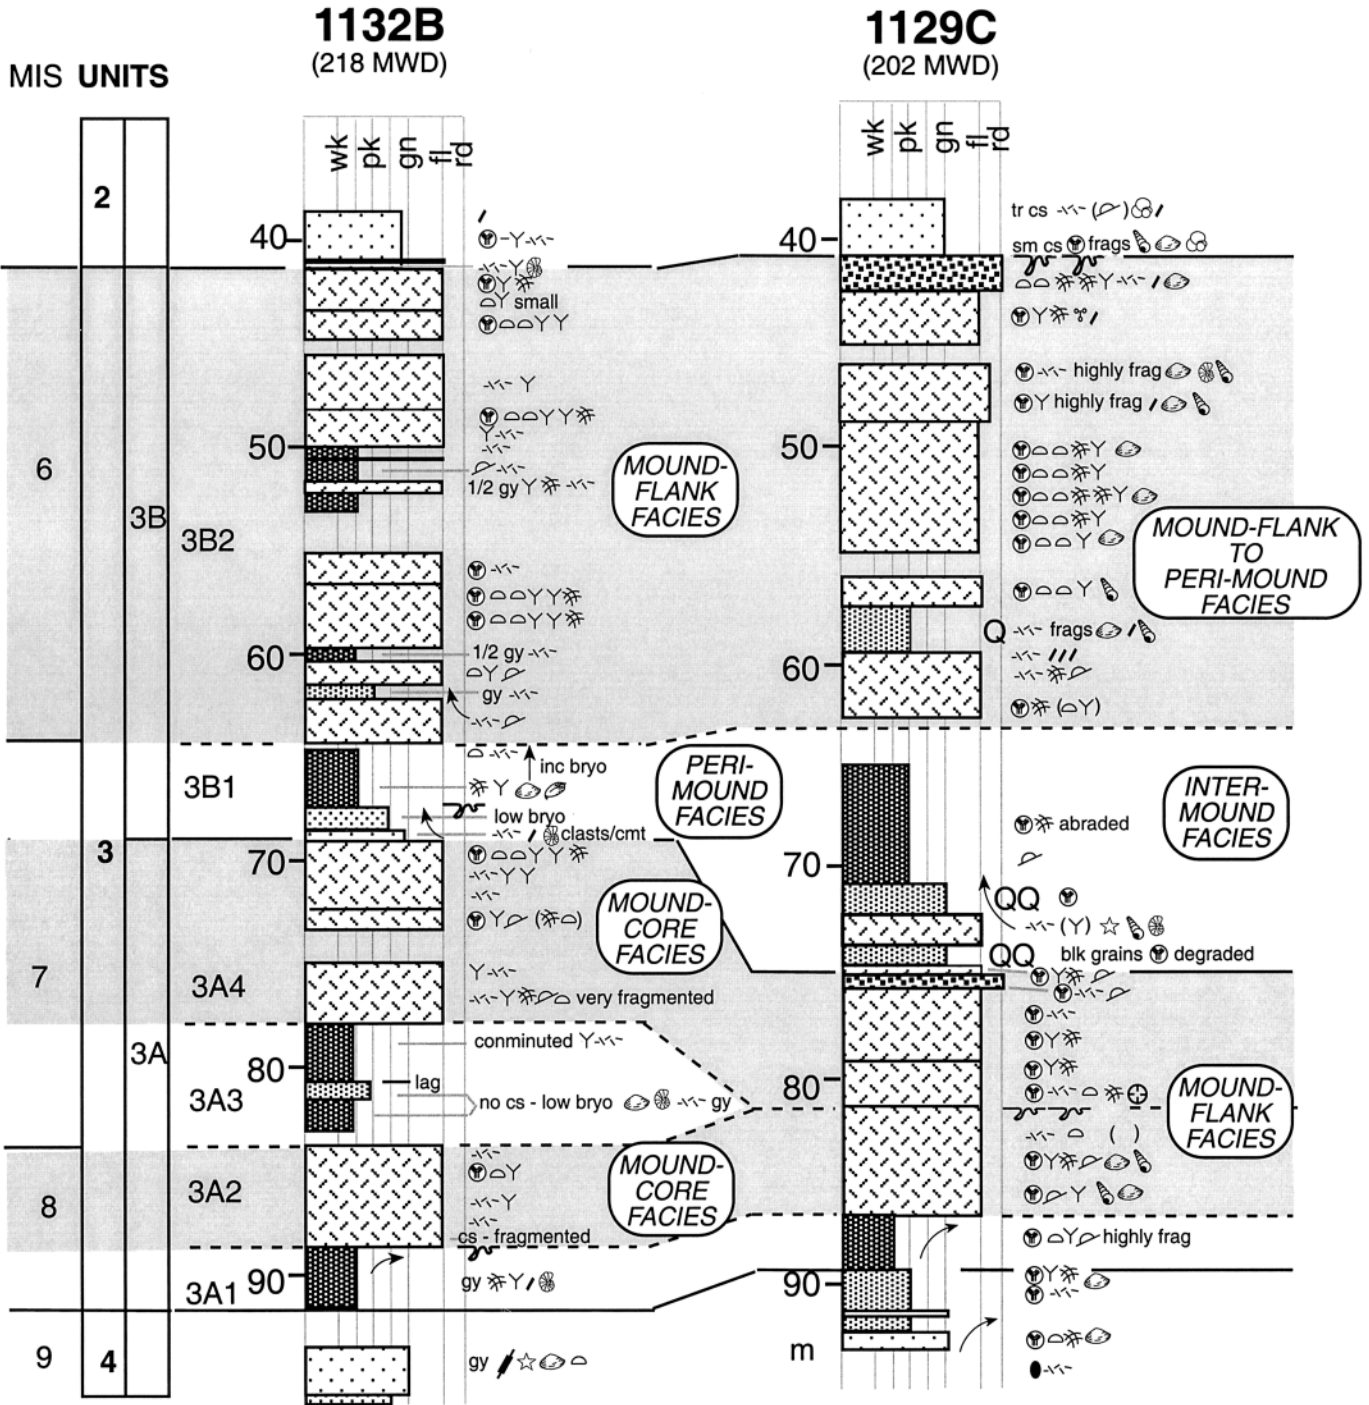 1132B
(218 MWD)
1129C
(202 MWD)
MIS UNITS
wk
pk
gn
fl
rd
wk
pk
gn
fl
rd
2
40
40
tr cs
sm cs frags
small
highly frag
highly frag
50
50
6
MOUND-
FLANK
FACIES
1/2 gy
3B
3B2
MOUND-FLANK
TO
PERI-MOUND
FACIES
Q
frags
60
1/2 gy
60
gy
3B1
inc bryo
low bryo
clasts/cmt
PERI-
MOUND
FACIES
INTER-
MOUND
FACIES
abraded
3
70
70
QQ
MOUND-
CORE
FACIES
QQ
blk grains
degraded
7
3A4
very fragmented
3A
conminuted
80
80
lag
3A3
no cs - low bryo
gy
MOUND-
FLANK
FACIES
( )
8
3A2
MOUND-
CORE
FACIES
cs - fragmented
highly frag
3A1
90
gy
90
9
4
gy
m